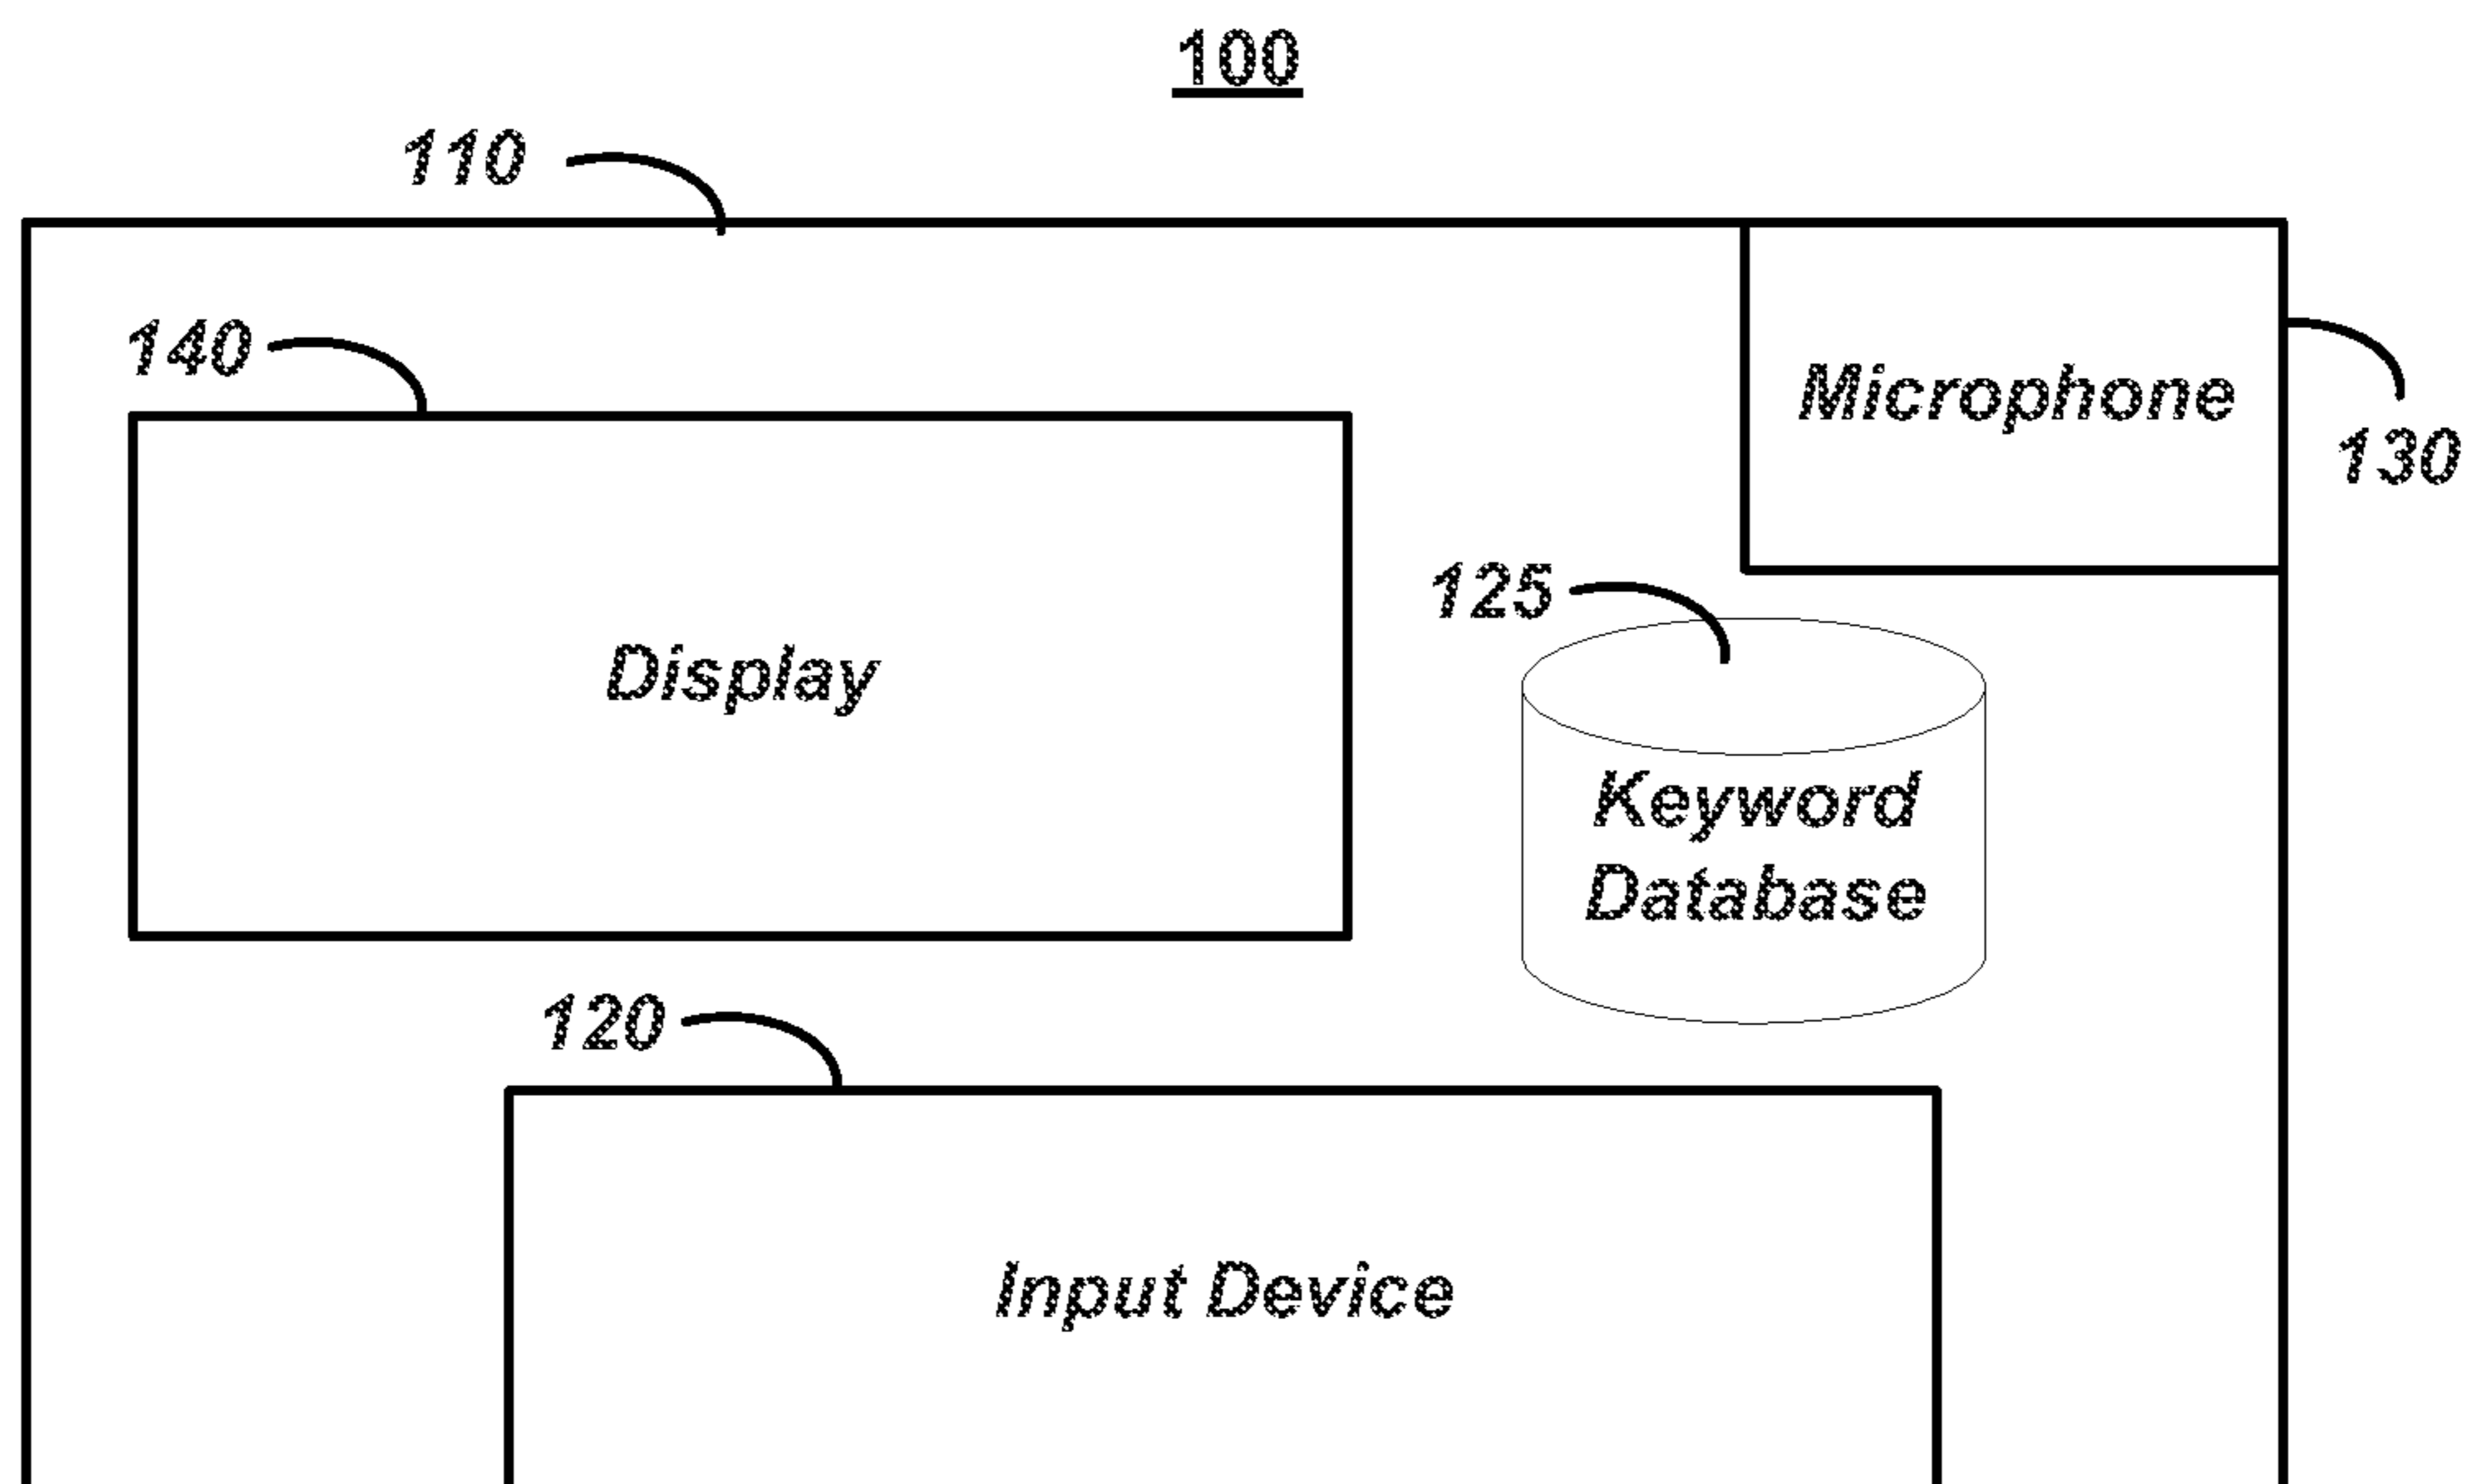 100
110
140
Microphone
130
125
Display
Keyword
Database
120
Input Device